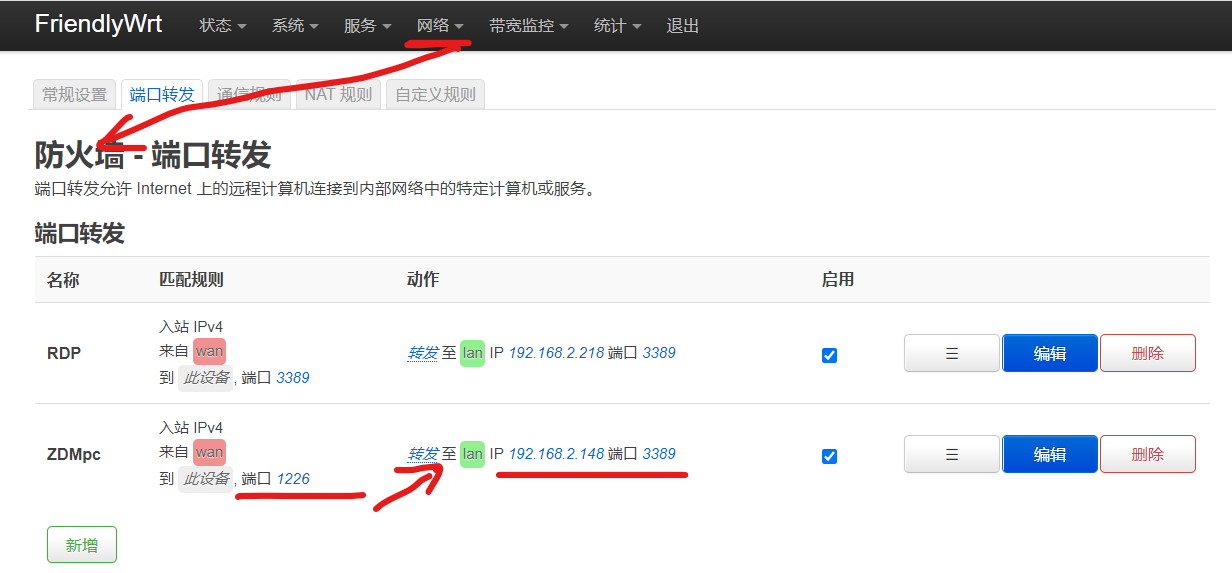 FriendlyWrt 状态 系统 服务 网络 带宽监控 统计 退出
常规设置 端口转发 通信规则 NAT 规则 自定义规则
防火墙 - 端口转发
端口转发允许 Internet 上的远程计算机连接到内部网络中的特定计算机或服务。
端口转发
名称 匹配规则 动作 启用
入站 IPv4
RDP 来自 wan 转发 至 lan IP 192.168.2.218 端口 3389 ☰ 编辑 删除
到 此设备, 端口 3389
入站 IPv4
ZDMpc 来自 wan 转发 至 lan IP 192.168.2.148 端口 3389 ☰ 编辑 删除
到 此设备, 端口 1226
新增